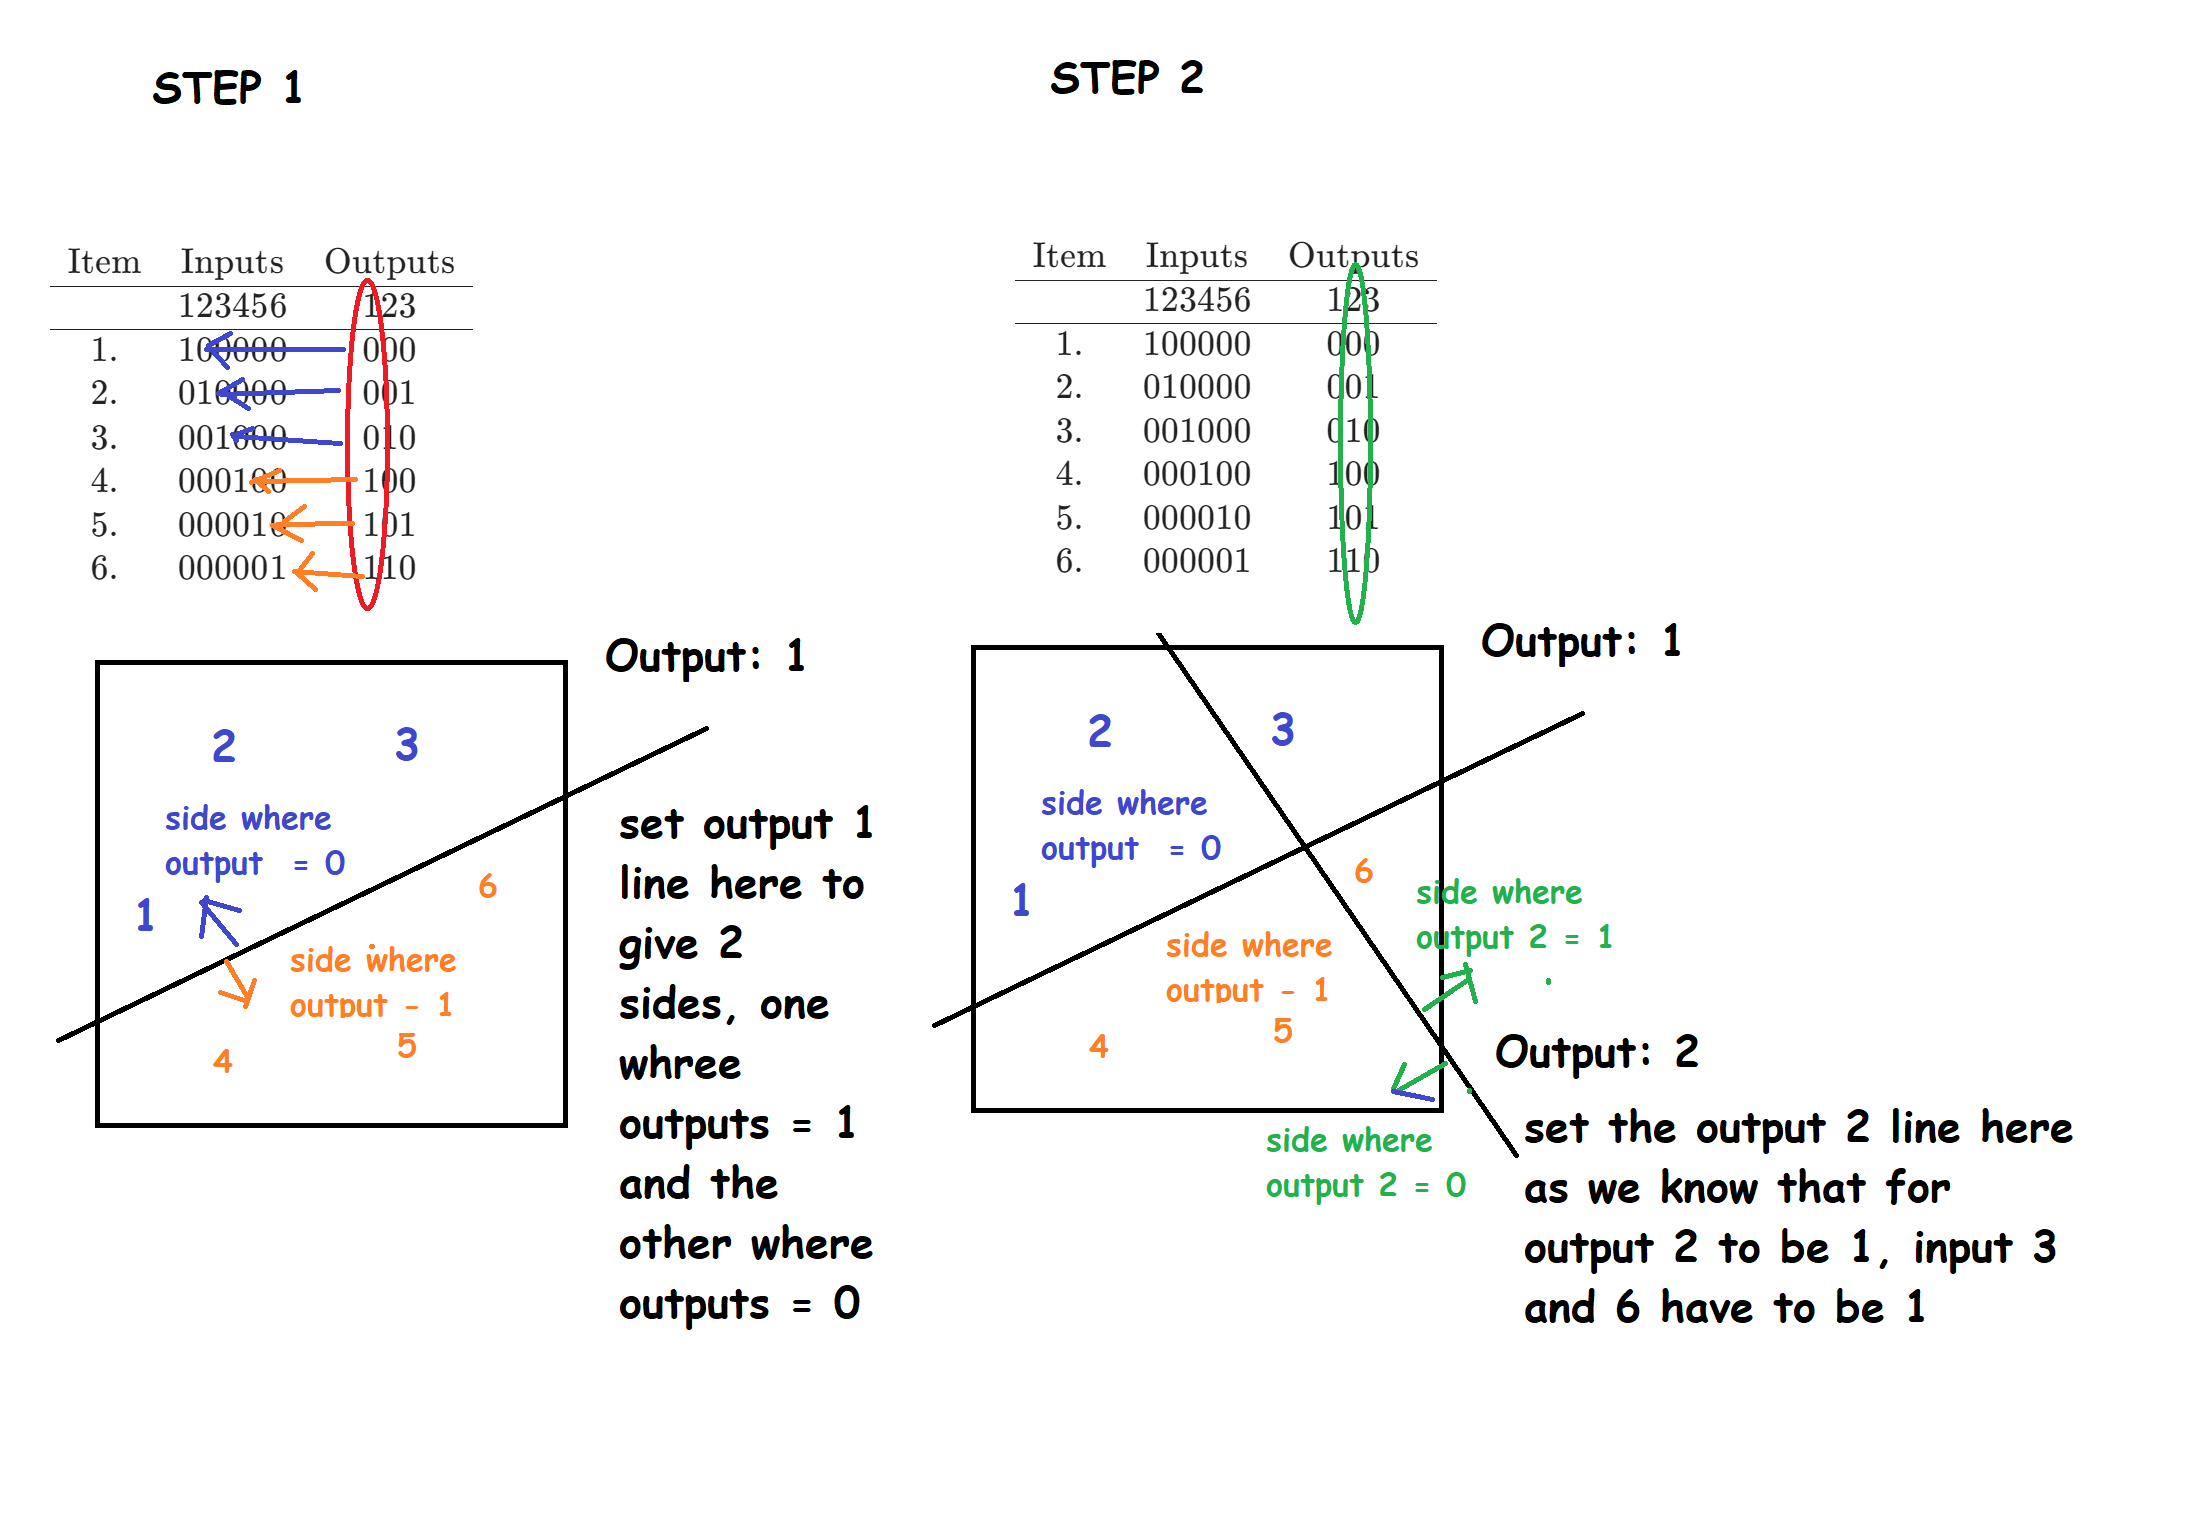 STEP 1
Item Inputs Outputs
123456 123
1. 100000 000
2. 010000 001
3. 001000 010
4. 000100 100
5. 000010 101
6. 000001 110
Output: 1
2 3
side where
output = 0
1
6
side where
output - 1
4 5
set output 1
line here to
give 2
sides, one
whree
outputs = 1
and the
other where
outputs = 0
STEP 2
Item Inputs Outputs
123456 123
1. 100000 000
2. 010000 001
3. 001000 010
4. 000100 100
5. 000010 101
6. 000001 110
Output: 1
2 3
side where
output = 0
1
6
side where
output 2 = 1
side where
output - 1
4 5
Output: 2
side where
output 2 = 0
set the output 2 line here
as we know that for
output 2 to be 1, input 3
and 6 have to be 1